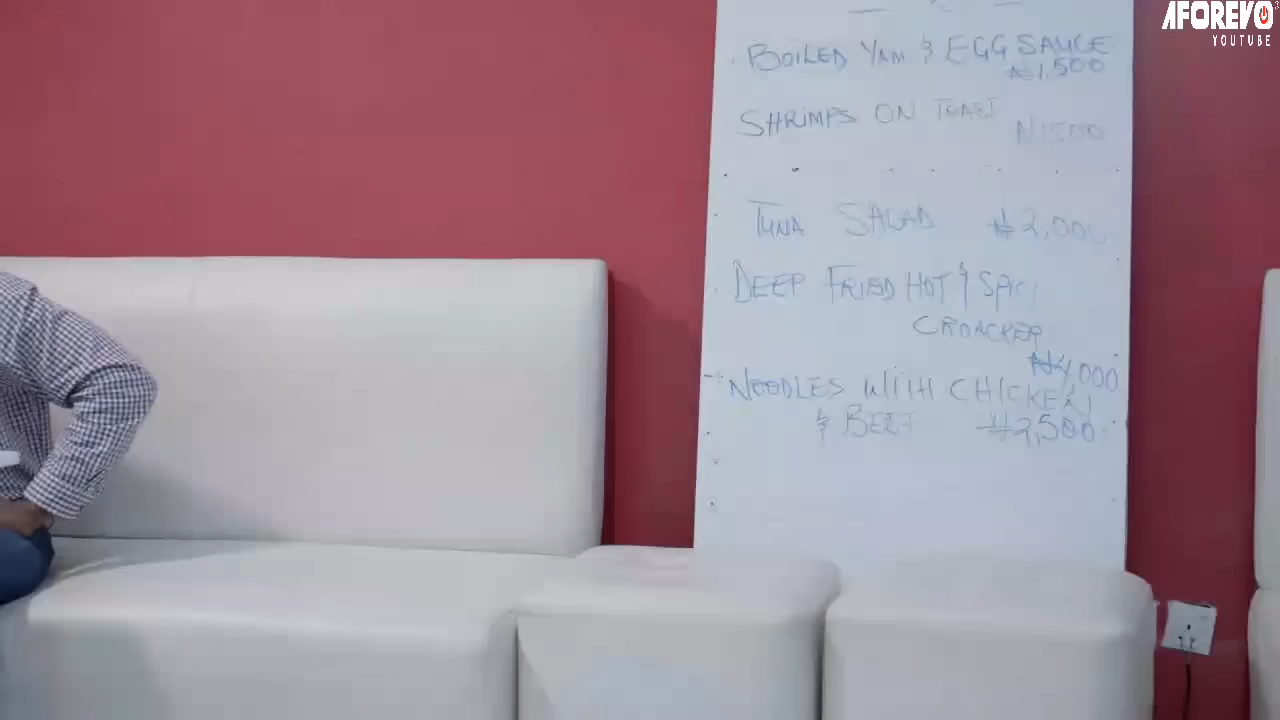 AFOREVO
YOUTUBE
BOILED YAM & EGG SAUCE
₦1,500
SHRIMPS ON TOAST
N1500
TUNA SALAD ₦2,000
DEEP FRIED HOT & SPICY
CROACKER
₦4,000
NOODLES WITH CHICKEN
& BEEF ₦2,500